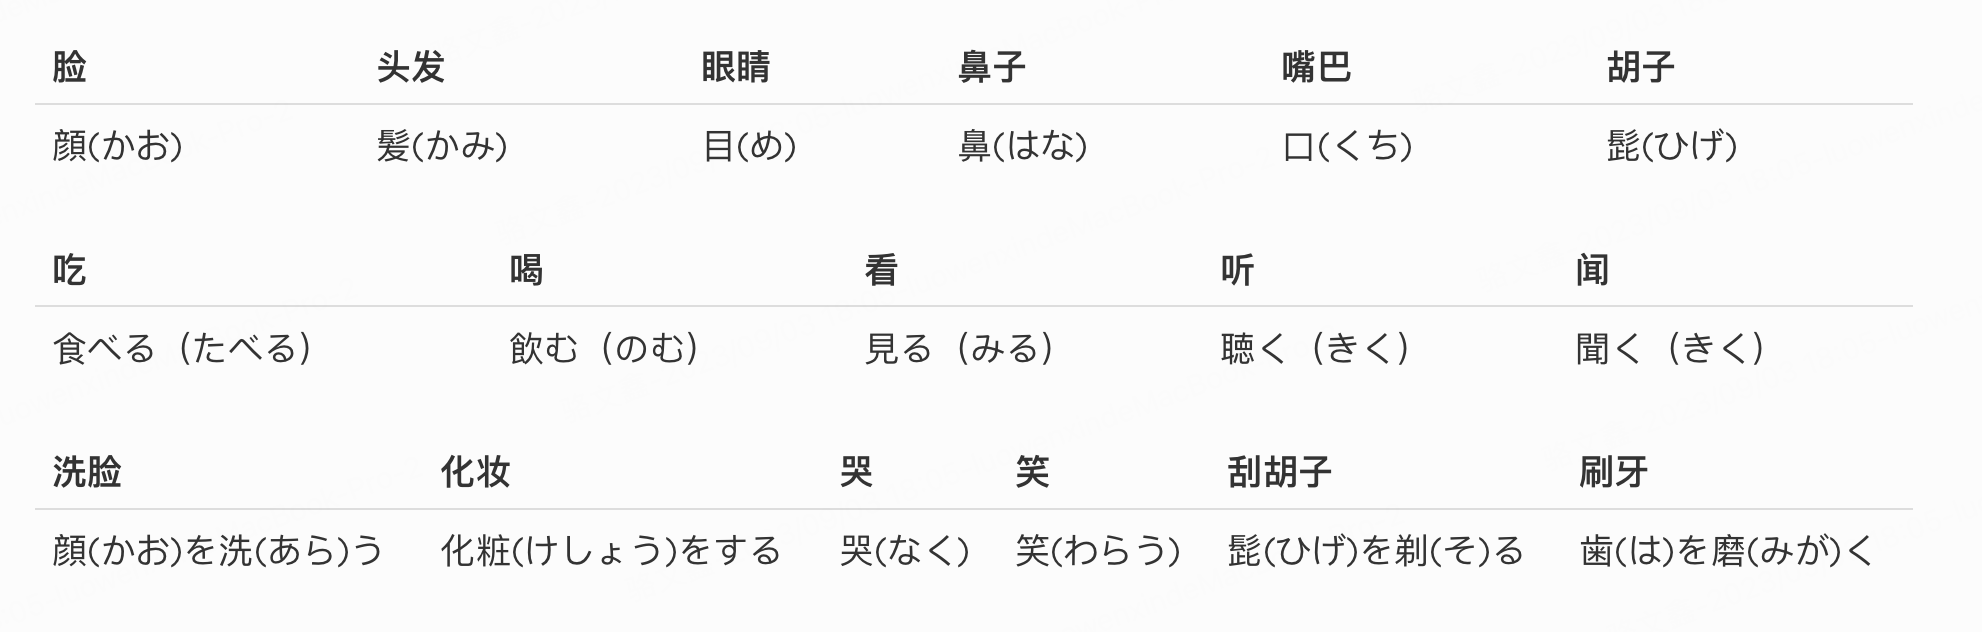 脸 头发 眼睛 鼻子 嘴巴 胡子
顔(かお) 髪(かみ) 目(め) 鼻(はな) 口(くち) 髭(ひげ)
吃 喝 看 听 闻
食べる（たべる） 飲む（のむ） 見る（みる） 聴く（きく） 聞く（きく）
洗脸 化妆 哭 笑 刮胡子 刷牙
顔(かお)を洗(あら)う 化粧(けしょう)をする 哭(なく) 笑(わらう) 髭(ひげ)を剃(そ)る 歯(は)を磨(みが)く